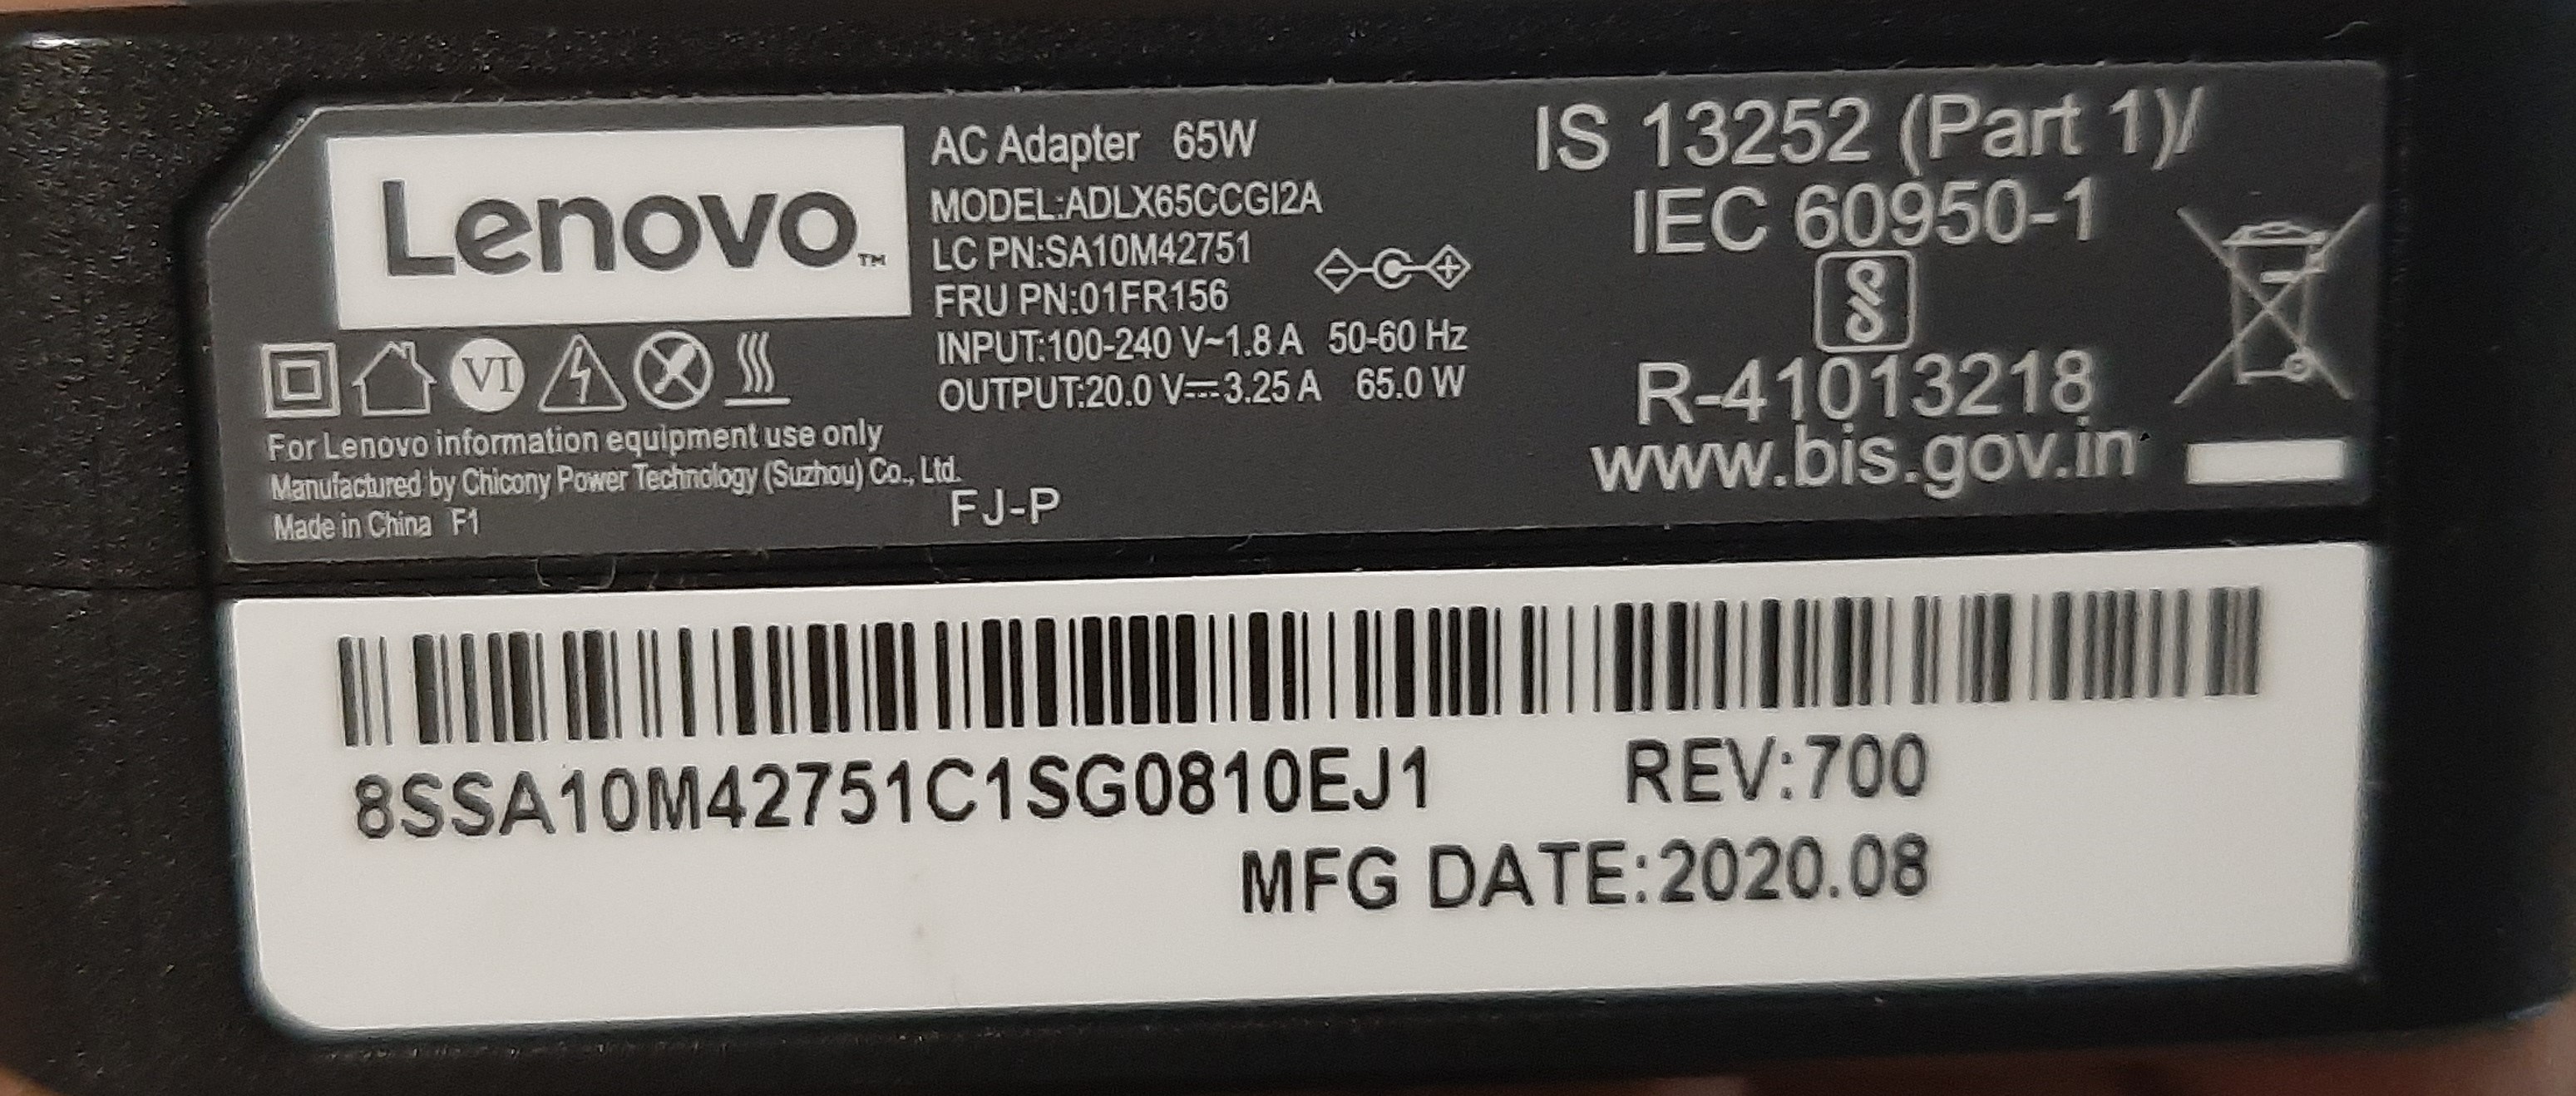 Lenovo™
AC Adapter 65W
MODEL:ADLX65CCGI2A
LC PN:SA10M42751
FRU PN:01FR156
INPUT:100-240 V~1.8 A 50-60 Hz
OUTPUT:20.0 V⎓3.25 A 65.0 W
VI
For Lenovo information equipment use only
Manufactured by Chicony Power Technology (Suzhou) Co., Ltd.
Made in China F1
FJ-P
IS 13252 (Part 1)/
IEC 60950-1
R-41013218
www.bis.gov.in
8SSA10M42751C1SG0810EJ1 REV:700
MFG DATE:2020.08